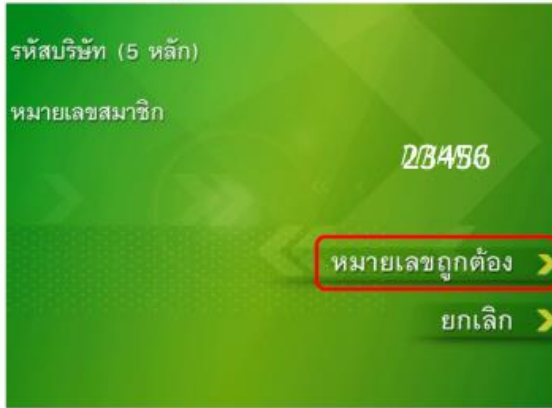 รหัสบริษัท (5 หลัก)
หมายเลขสมาชิก
หมายเลขถูกต้อง
ยกเลิก